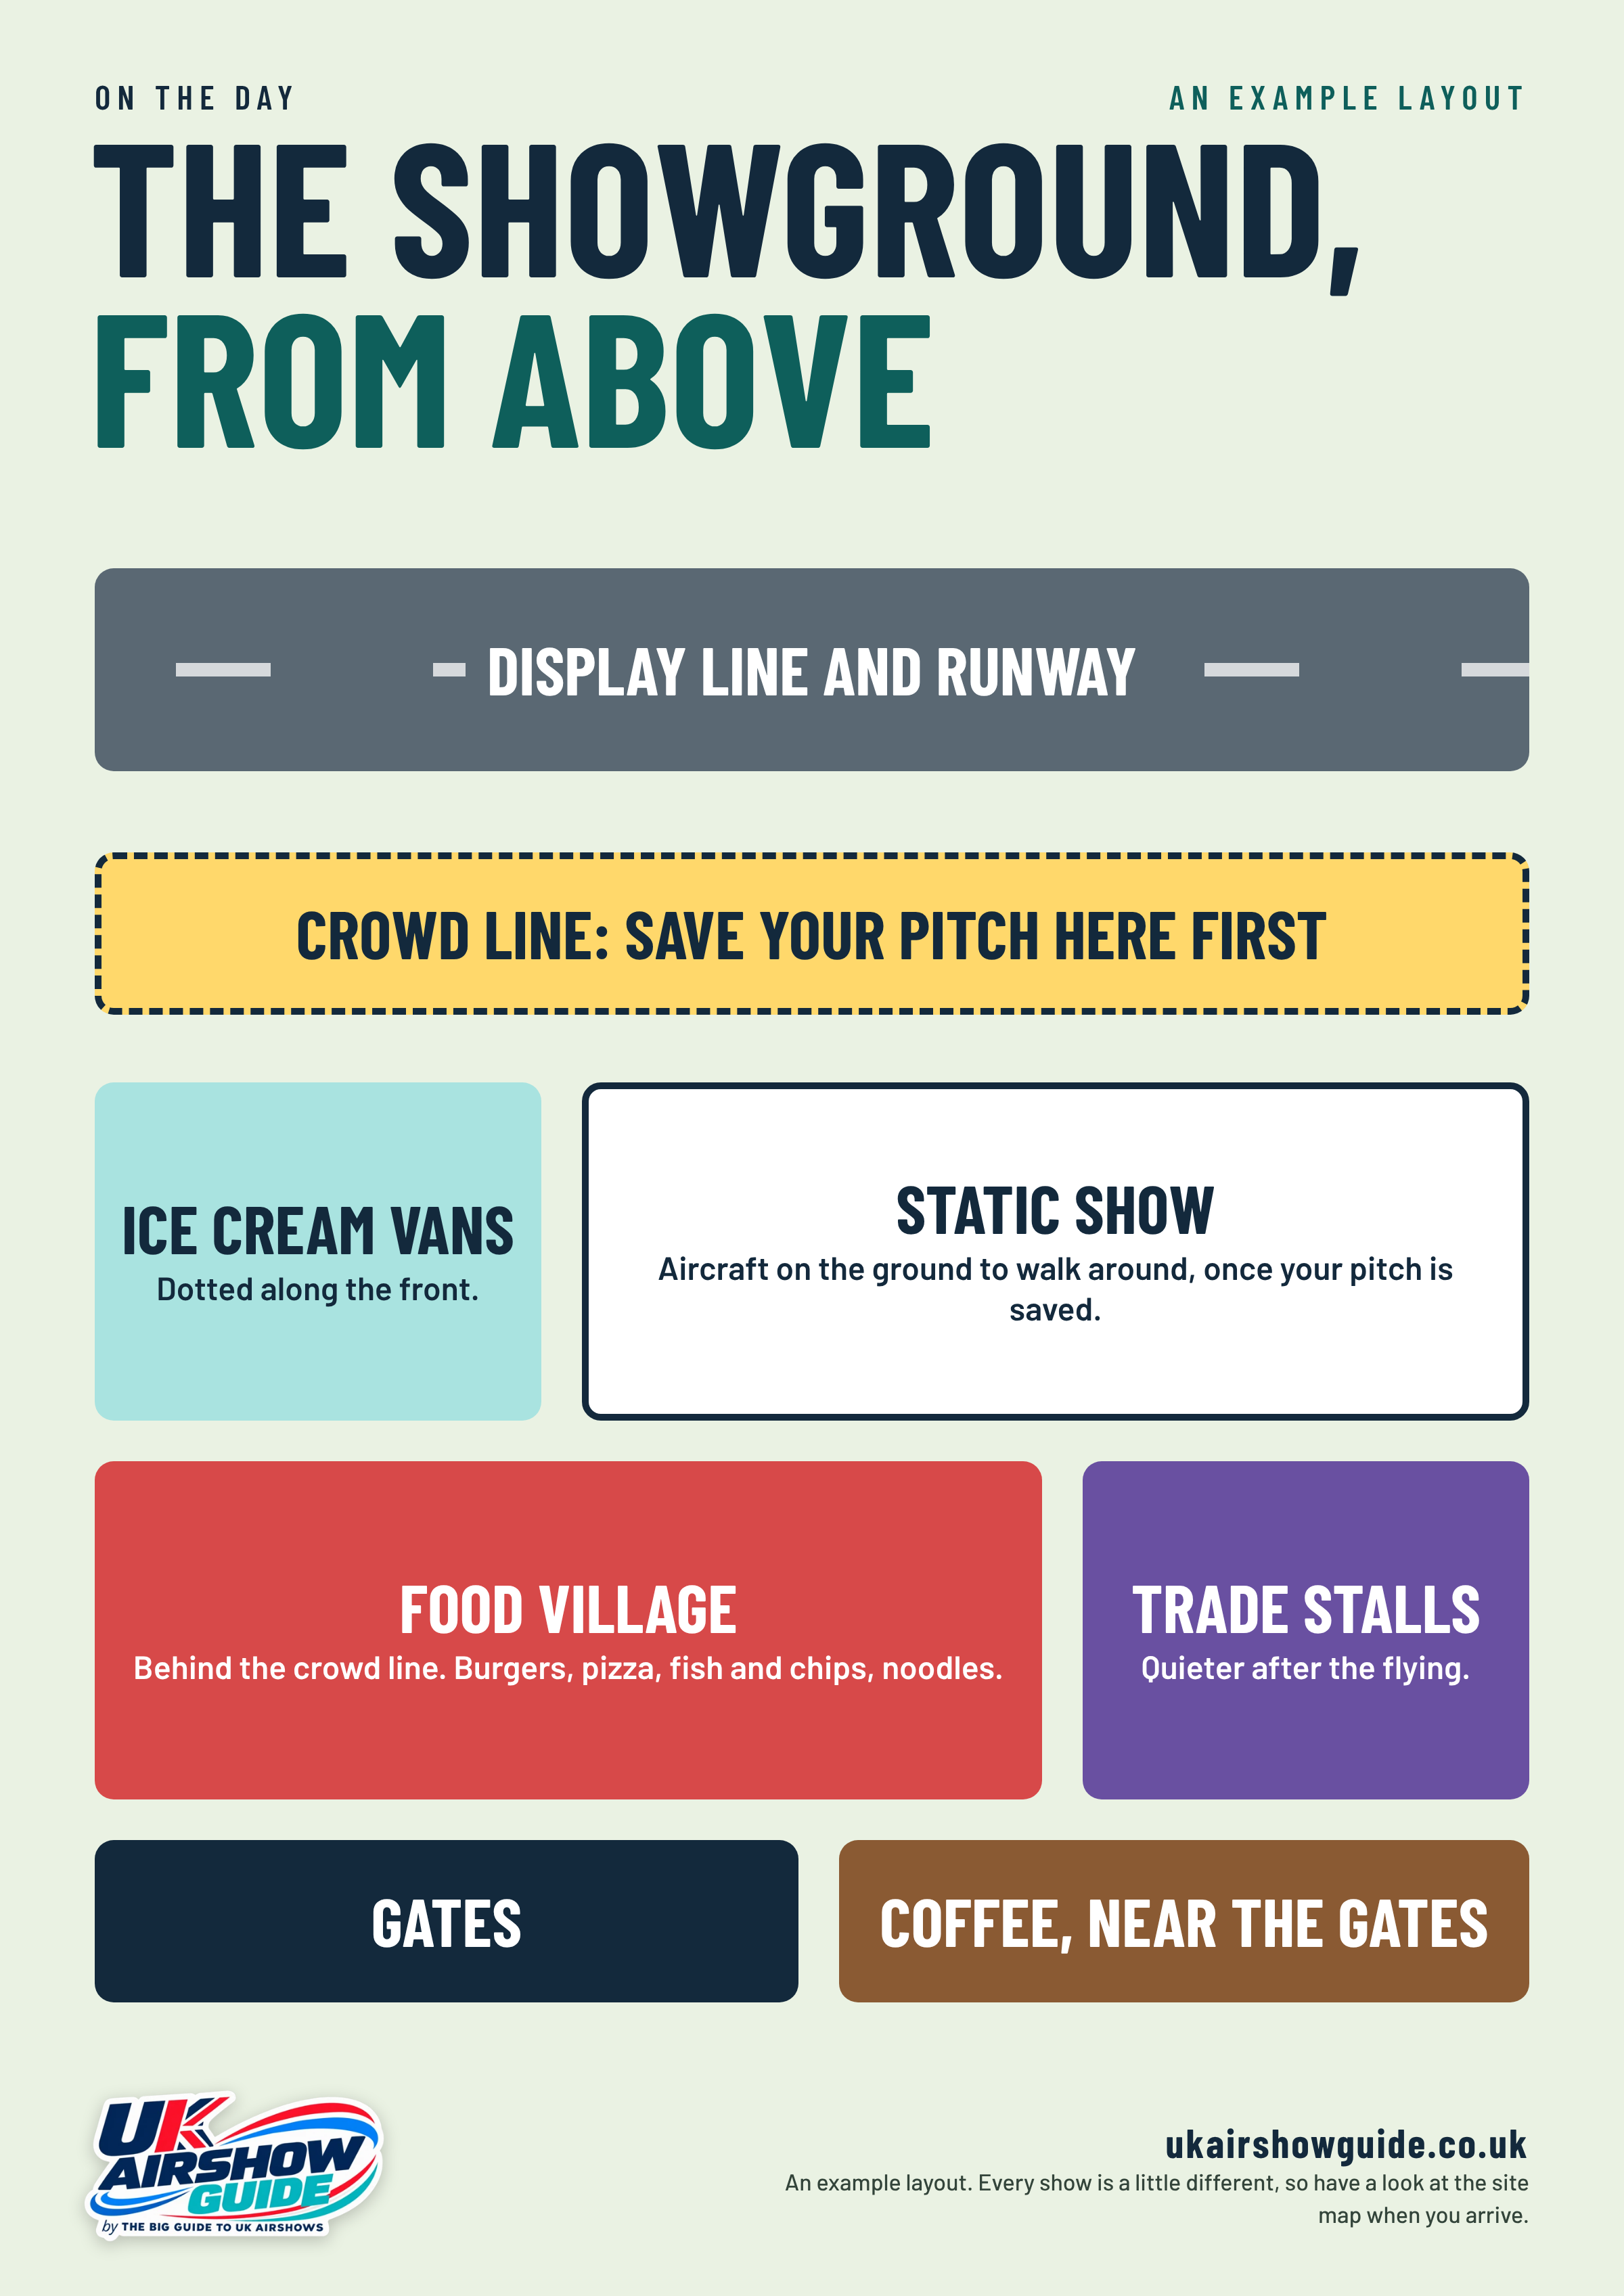 ON THE DAY
AN EXAMPLE LAYOUT
THE SHOWGROUND,
FROM ABOVE
DISPLAY LINE AND RUNWAY
CROWD LINE: SAVE YOUR PITCH HERE FIRST
ICE CREAM VANS
Dotted along the front.
STATIC SHOW
Aircraft on the ground to walk around, once your pitch is
saved.
FOOD VILLAGE
Behind the crowd line. Burgers, pizza, fish and chips, noodles.
TRADE STALLS
Quieter after the flying.
GATES
COFFEE, NEAR THE GATES
UK
AIRSHOW
GUIDE
by THE BIG GUIDE TO UK AIRSHOWS
ukairshowguide.co.uk
An example layout. Every show is a little different, so have a look at the site
map when you arrive.